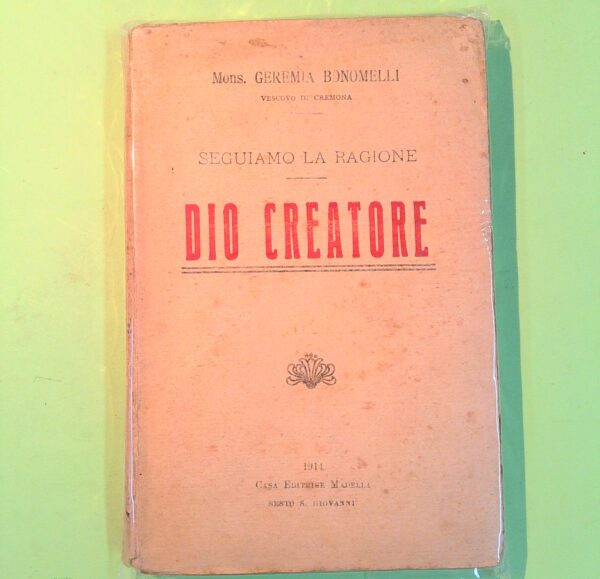 Mons. GEREMIA BONOMELLI
VESCOVO DI CREMONA
SEGUIAMO LA RAGIONE
DIO CREATORE
1914
CASA EDITRICE MADELLA
SESTO S. GIOVANNI